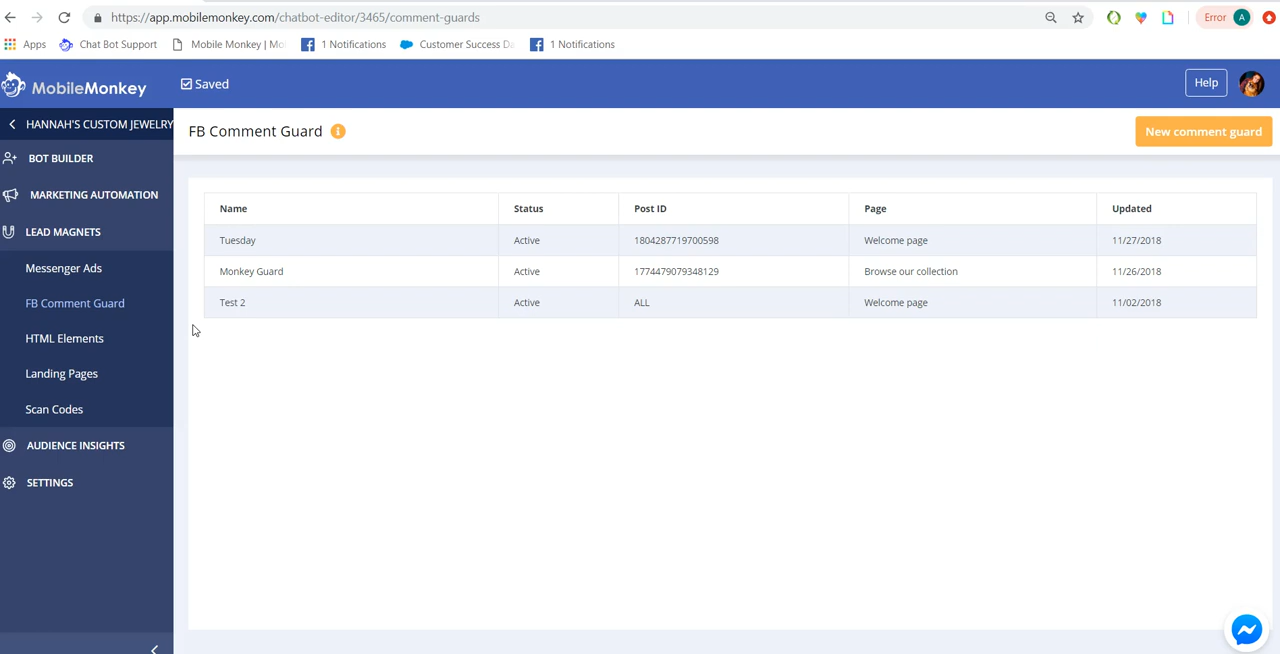 https://app.mobilemonkey.com/chatbot-editor/3465/comment-guards
Error A
Apps Chat Bot Support Mobile Monkey | Mo 1 Notifications Customer Success Da 1 Notifications
MobileMonkey
Saved
Help
HANNAH'S CUSTOM JEWELRY
BOT BUILDER
MARKETING AUTOMATION
LEAD MAGNETS
Messenger Ads
FB Comment Guard
HTML Elements
Landing Pages
Scan Codes
AUDIENCE INSIGHTS
SETTINGS
FB Comment Guard i
New comment guard
Name Status Post ID Page Updated
Tuesday Active 1804287719700598 Welcome page 11/27/2018
Monkey Guard Active 1774479079348129 Browse our collection 11/26/2018
Test 2 Active ALL Welcome page 11/02/2018